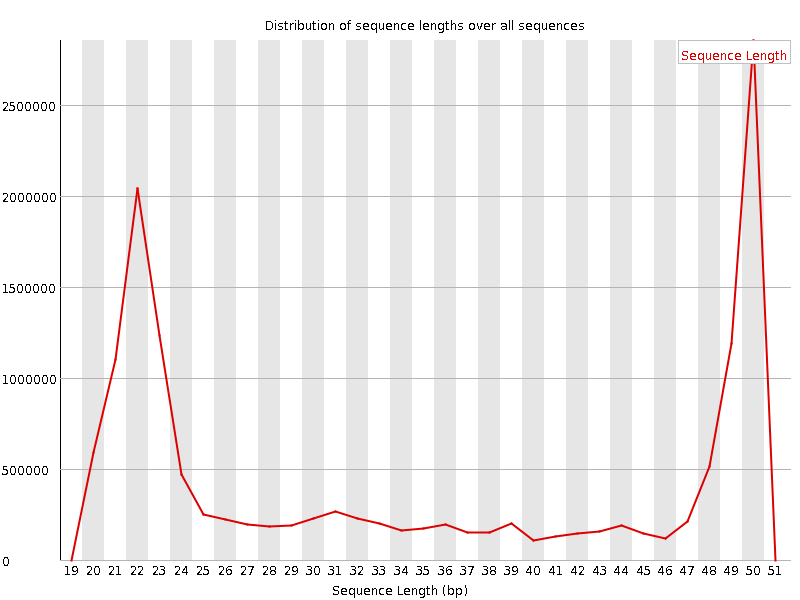 Distribution of sequence lengths over all sequences
Sequence Length
2500000
2000000
1500000
1000000
500000
0
19 20 21 22 23 24 25 26 27 28 29 30 31 32 33 34 35 36 37 38 39 40 41 42 43 44 45 46 47 48 49 50 51
Sequence Length (bp)